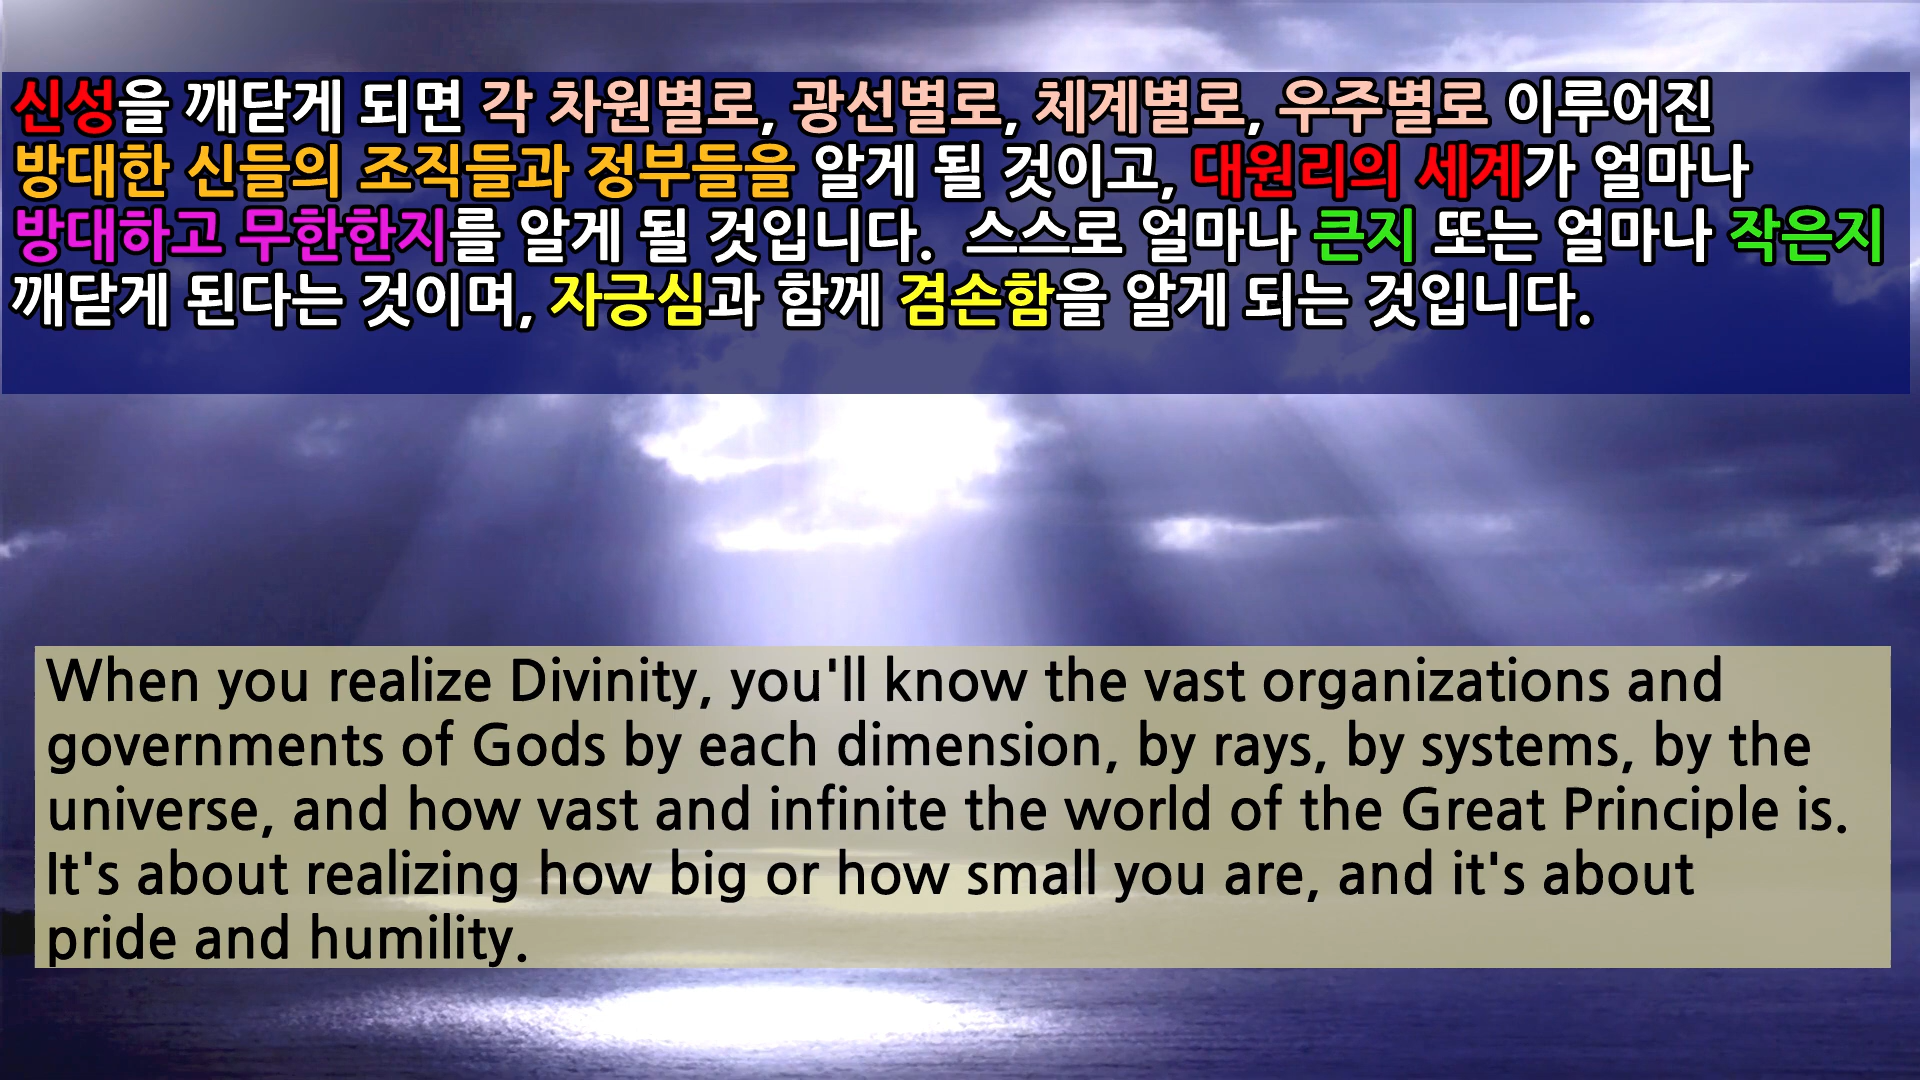 신성을 깨닫게 되면 각 차원별로, 광선별로, 체계별로, 우주별로 이루어진
방대한 신들의 조직들과 정부들을 알게 될 것이고, 대원리의 세계가 얼마나
방대하고 무한한지를 알게 될 것입니다.  스스로 얼마나 큰지 또는 얼마나 작은지
깨닫게 된다는 것이며, 자긍심과 함께 겸손함을 알게 되는 것입니다.
When you realize Divinity, you'll know the vast organizations and
governments of Gods by each dimension, by rays, by systems, by the
universe, and how vast and infinite the world of the Great Principle is.
It's about realizing how big or how small you are, and it's about
pride and humility.